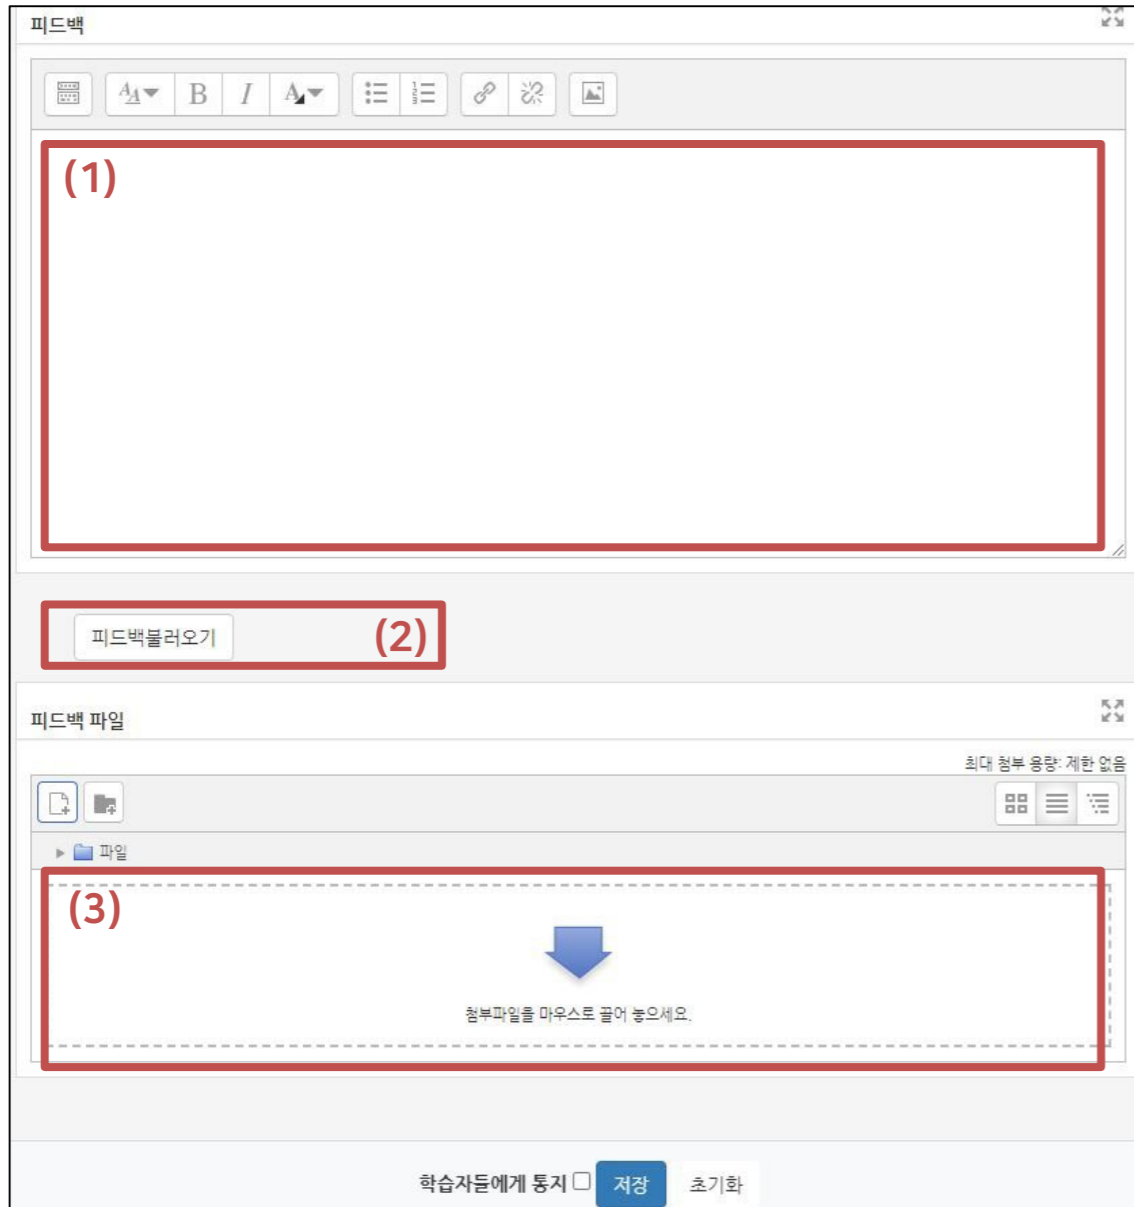 피드백
(1)
피드백불러오기
(2)
피드백 파일
최대 첨부 용량: 제한 없음
파일
(3)
첨부파일을 마우스로 끌어 놓으세요.
학습자들에게 통지 저장 초기화